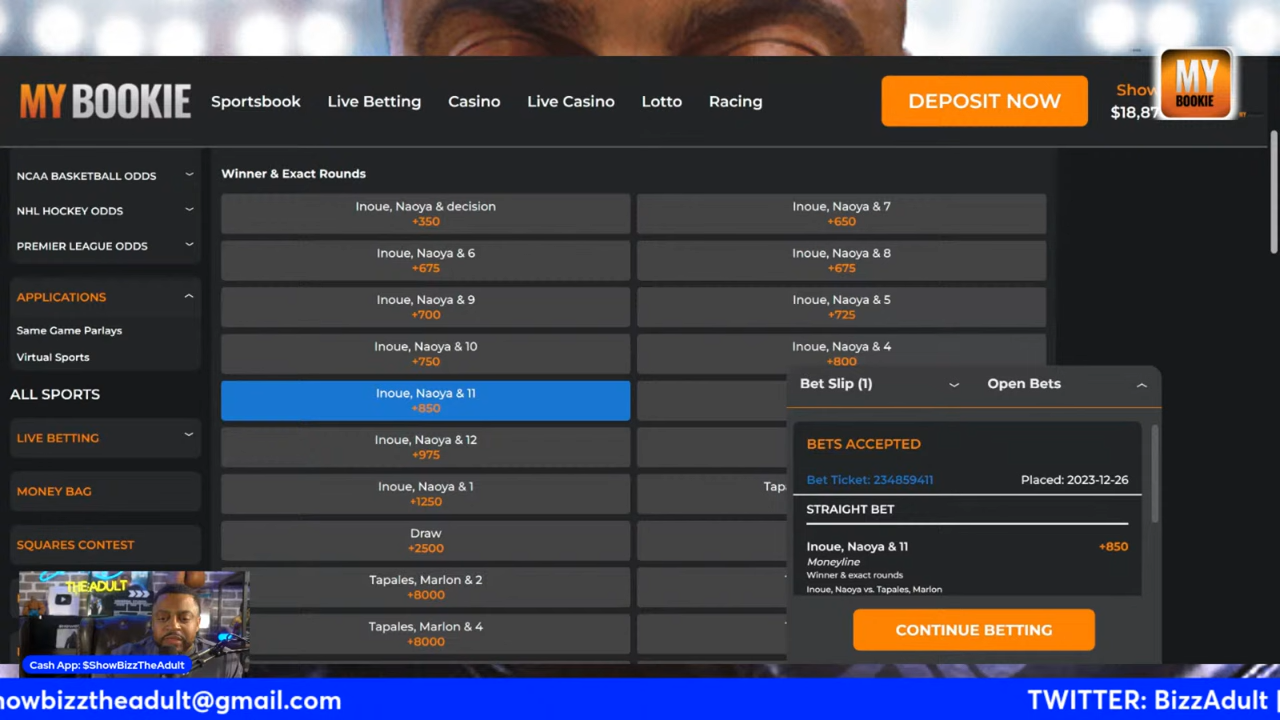 MY BOOKIE
Sportsbook
Live Betting
Casino
Live Casino
Lotto
Racing
DEPOSIT NOW
Show
$18,87
MY
BOOKIE
NCAA BASKETBALL ODDS
NHL HOCKEY ODDS
PREMIER LEAGUE ODDS
APPLICATIONS
Same Game Parlays
Virtual Sports
ALL SPORTS
LIVE BETTING
MONEY BAG
SQUARES CONTEST
Winner & Exact Rounds
Inoue, Naoya & decision
+350
Inoue, Naoya & 7
+650
Inoue, Naoya & 6
+675
Inoue, Naoya & 8
+675
Inoue, Naoya & 9
+700
Inoue, Naoya & 5
+725
Inoue, Naoya & 10
+750
Inoue, Naoya & 4
+800
Inoue, Naoya & 11
+850
Inoue, Naoya & 12
+975
Inoue, Naoya & 1
+1250
Tap
Draw
+2500
Tapales, Marlon & 2
+8000
Tapales, Marlon & 4
+8000
Bet Slip (1)
Open Bets
BETS ACCEPTED
Bet Ticket: 234859411
Placed: 2023-12-26
STRAIGHT BET
Inoue, Naoya & 11
+850
Moneyline
Winner & exact rounds
Inoue, Naoya vs. Tapales, Marlon
CONTINUE BETTING
THE ADULT
Cash App: $ShowBizzTheAdult
howbizztheadult@gmail.com
TWITTER: BizzAdult |